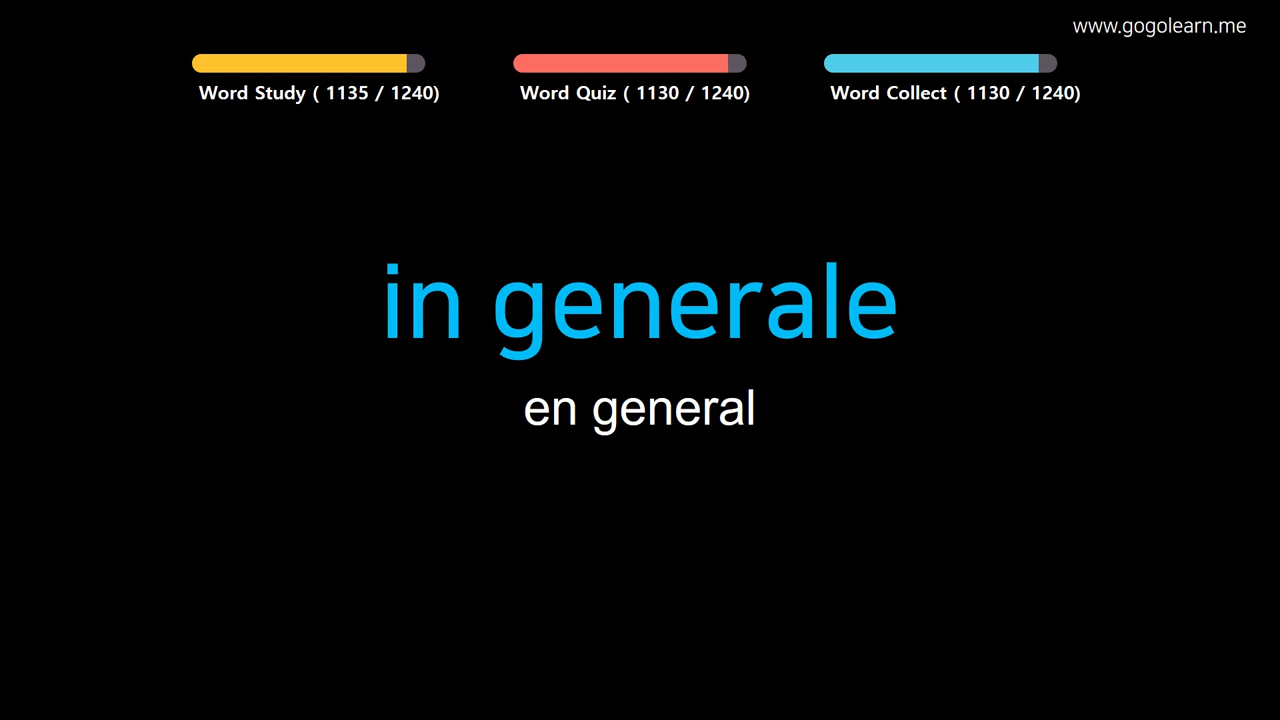 www.gogolearn.me
Word Study ( 1135 / 1240)
Word Quiz ( 1130 / 1240)
Word Collect ( 1130 / 1240)
in generale
en general